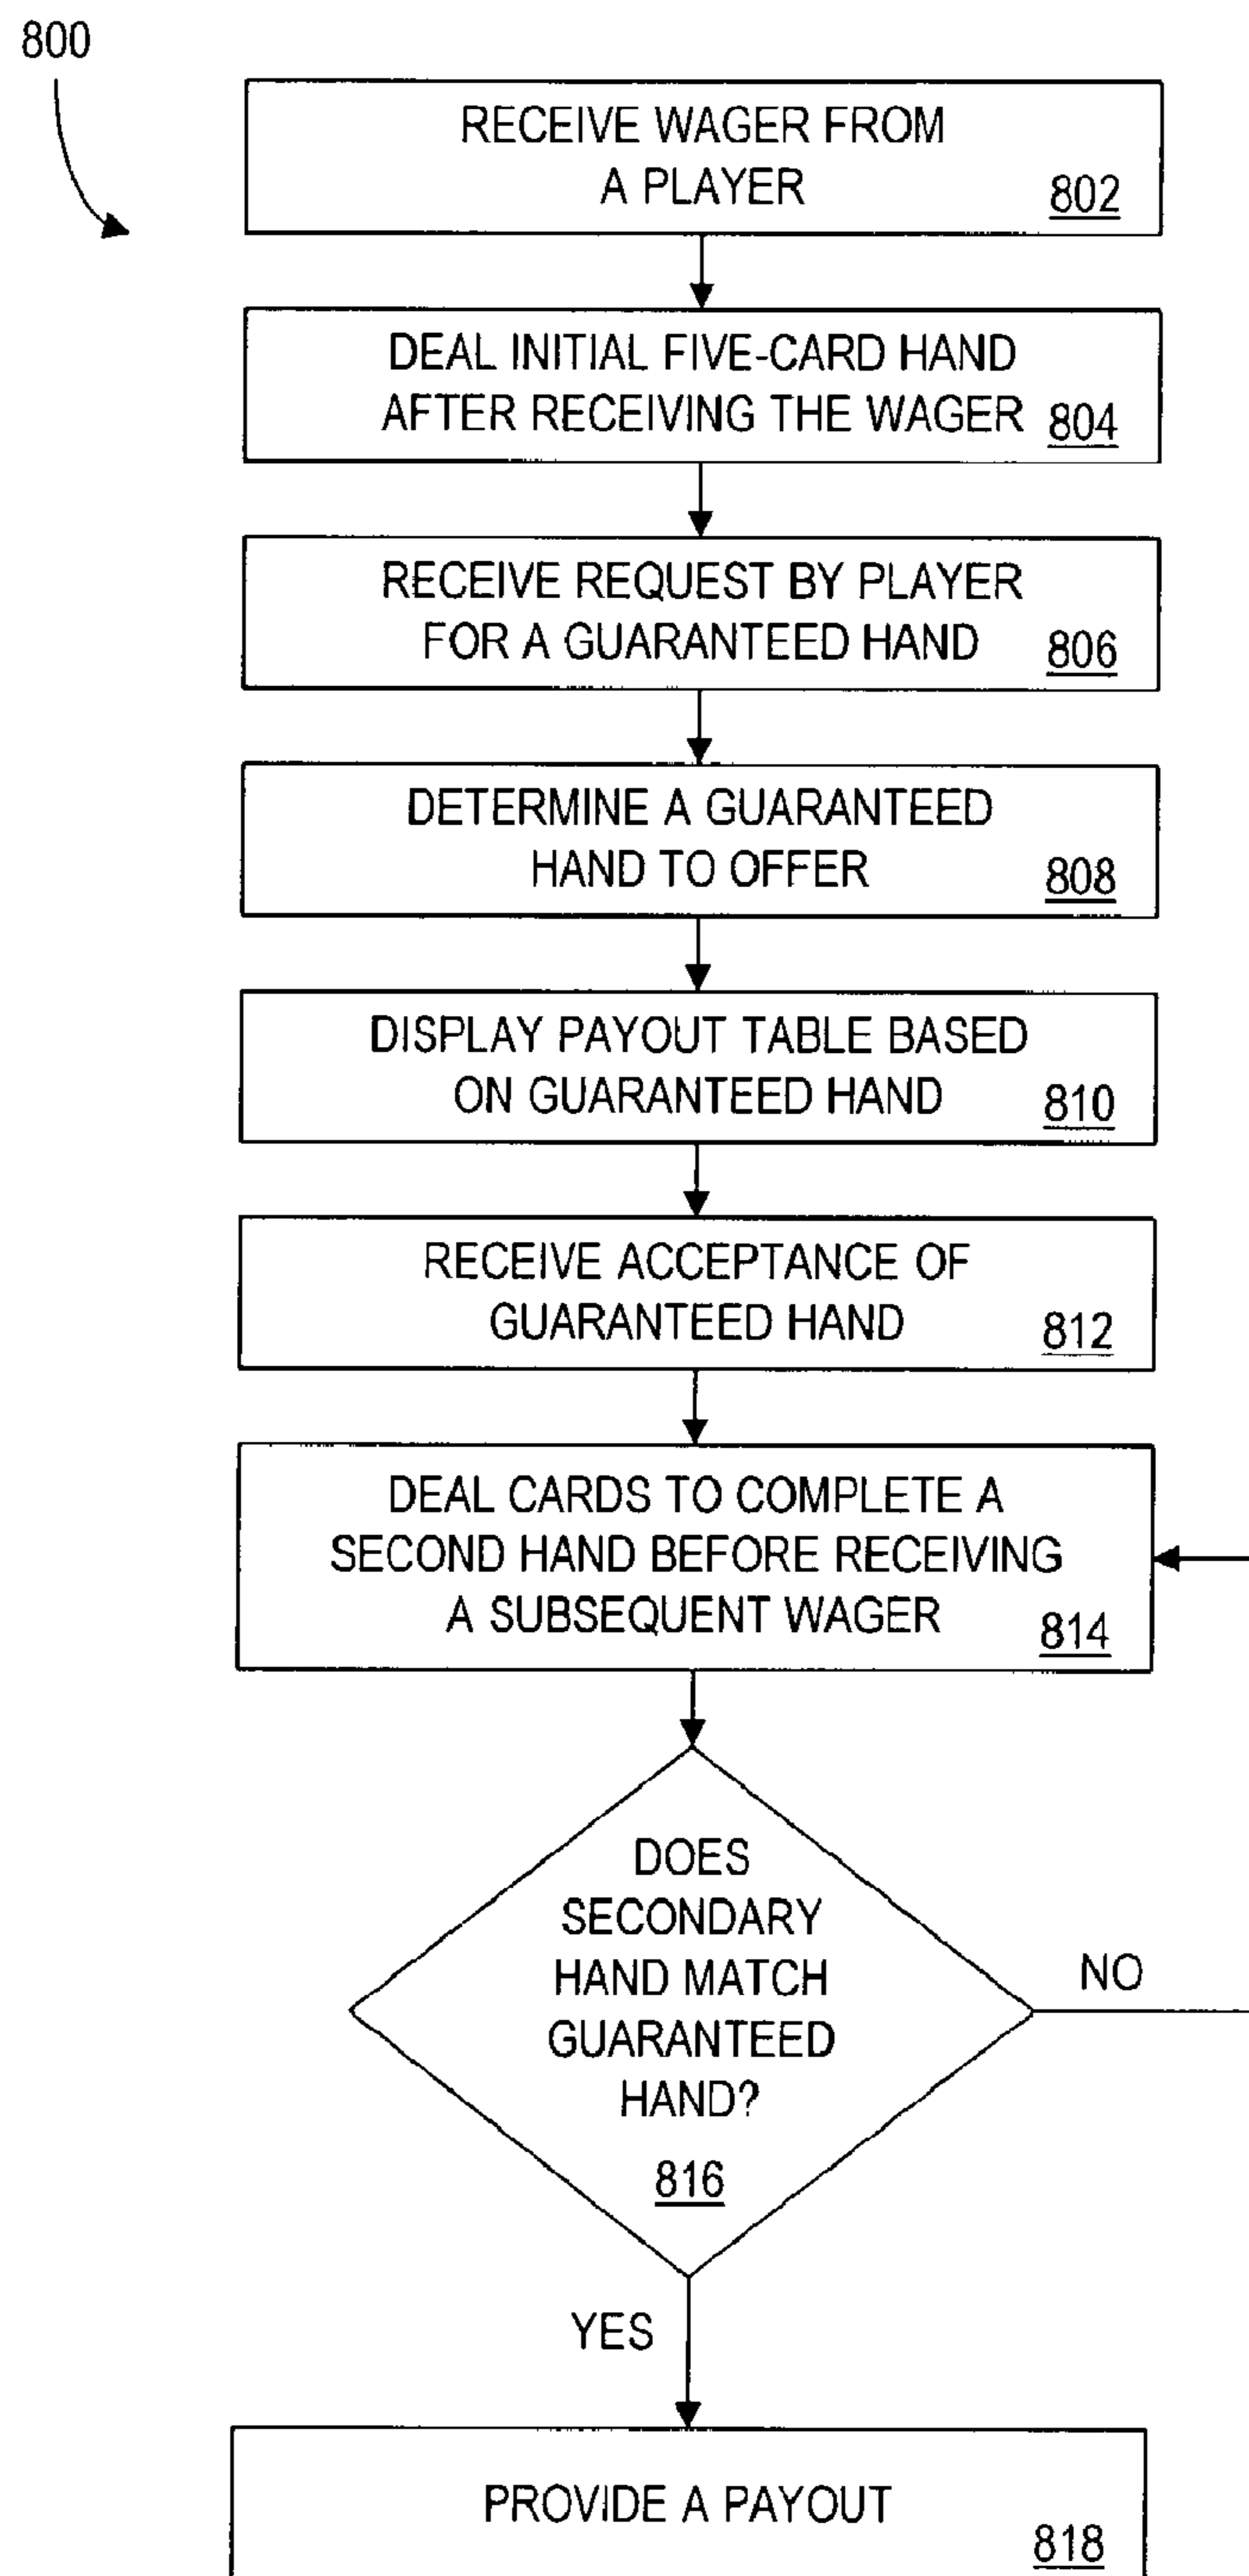 800
RECEIVE WAGER FROM
A PLAYER
802
DEAL INITIAL FIVE-CARD HAND
AFTER RECEIVING THE WAGER
804
RECEIVE REQUEST BY PLAYER
FOR A GUARANTEED HAND
806
DETERMINE A GUARANTEED
HAND TO OFFER
808
DISPLAY PAYOUT TABLE BASED
ON GUARANTEED HAND
810
RECEIVE ACCEPTANCE OF
GUARANTEED HAND
812
DEAL CARDS TO COMPLETE A
SECOND HAND BEFORE RECEIVING
A SUBSEQUENT WAGER
814
DOES
SECONDARY
HAND MATCH
GUARANTEED
HAND?
816
NO
YES
PROVIDE A PAYOUT
818